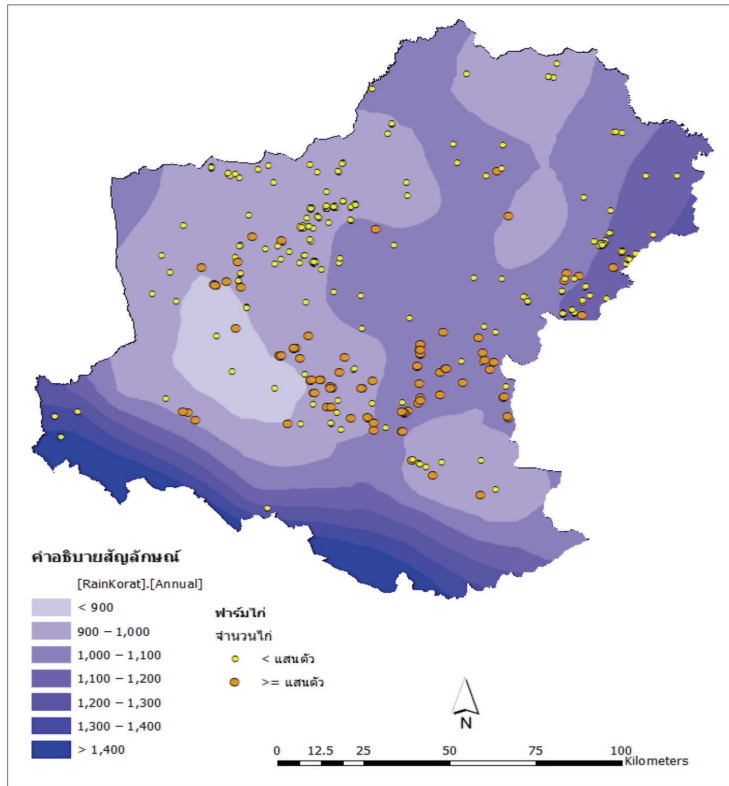 คำอธิบายสัญลักษณ์
[RainKorat].[Annual]
< 900
900 – 1,000
1,000 – 1,100
1,100 – 1,200
1,200 – 1,300
1,300 – 1,400
> 1,400
ฟาร์มไก่
จำนวนไก่
< แสนตัว
>= แสนตัว
N
0 12.5 25 50 75 100
Kilometers